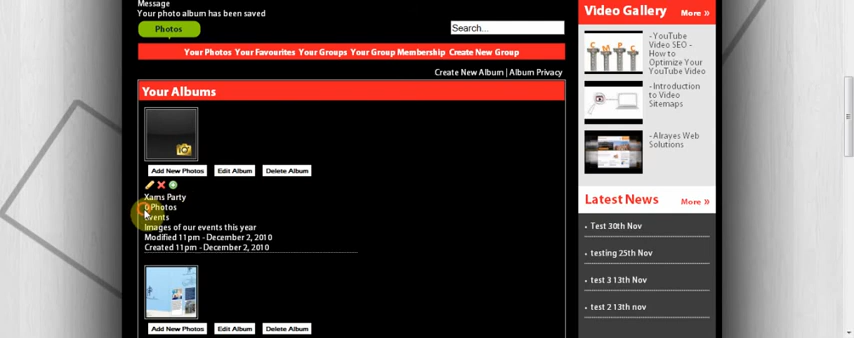 Message
Your photo album has been saved
Photos
Search...
Your Photos Your Favourites Your Groups Your Group Membership Create New Group
Create New Album | Album Privacy
Your Albums
Add New Photos Edit Album Delete Album
Xams Party
0 Photos
Events
Images of our events this year
Modified 11pm - December 2, 2010
Created 11pm - December 2, 2010
Add New Photos Edit Album Delete Album
Video Gallery More »
CMPC
- YouTube
Video SEO -
How to
Optimize Your
YouTube Video
- Introduction
to Video
Sitemaps
- Alrayes Web
Solutions
Latest News More »
• Test 30th Nov
• testing 25th Nov
• test 3 13th Nov
• test 2 13th nov